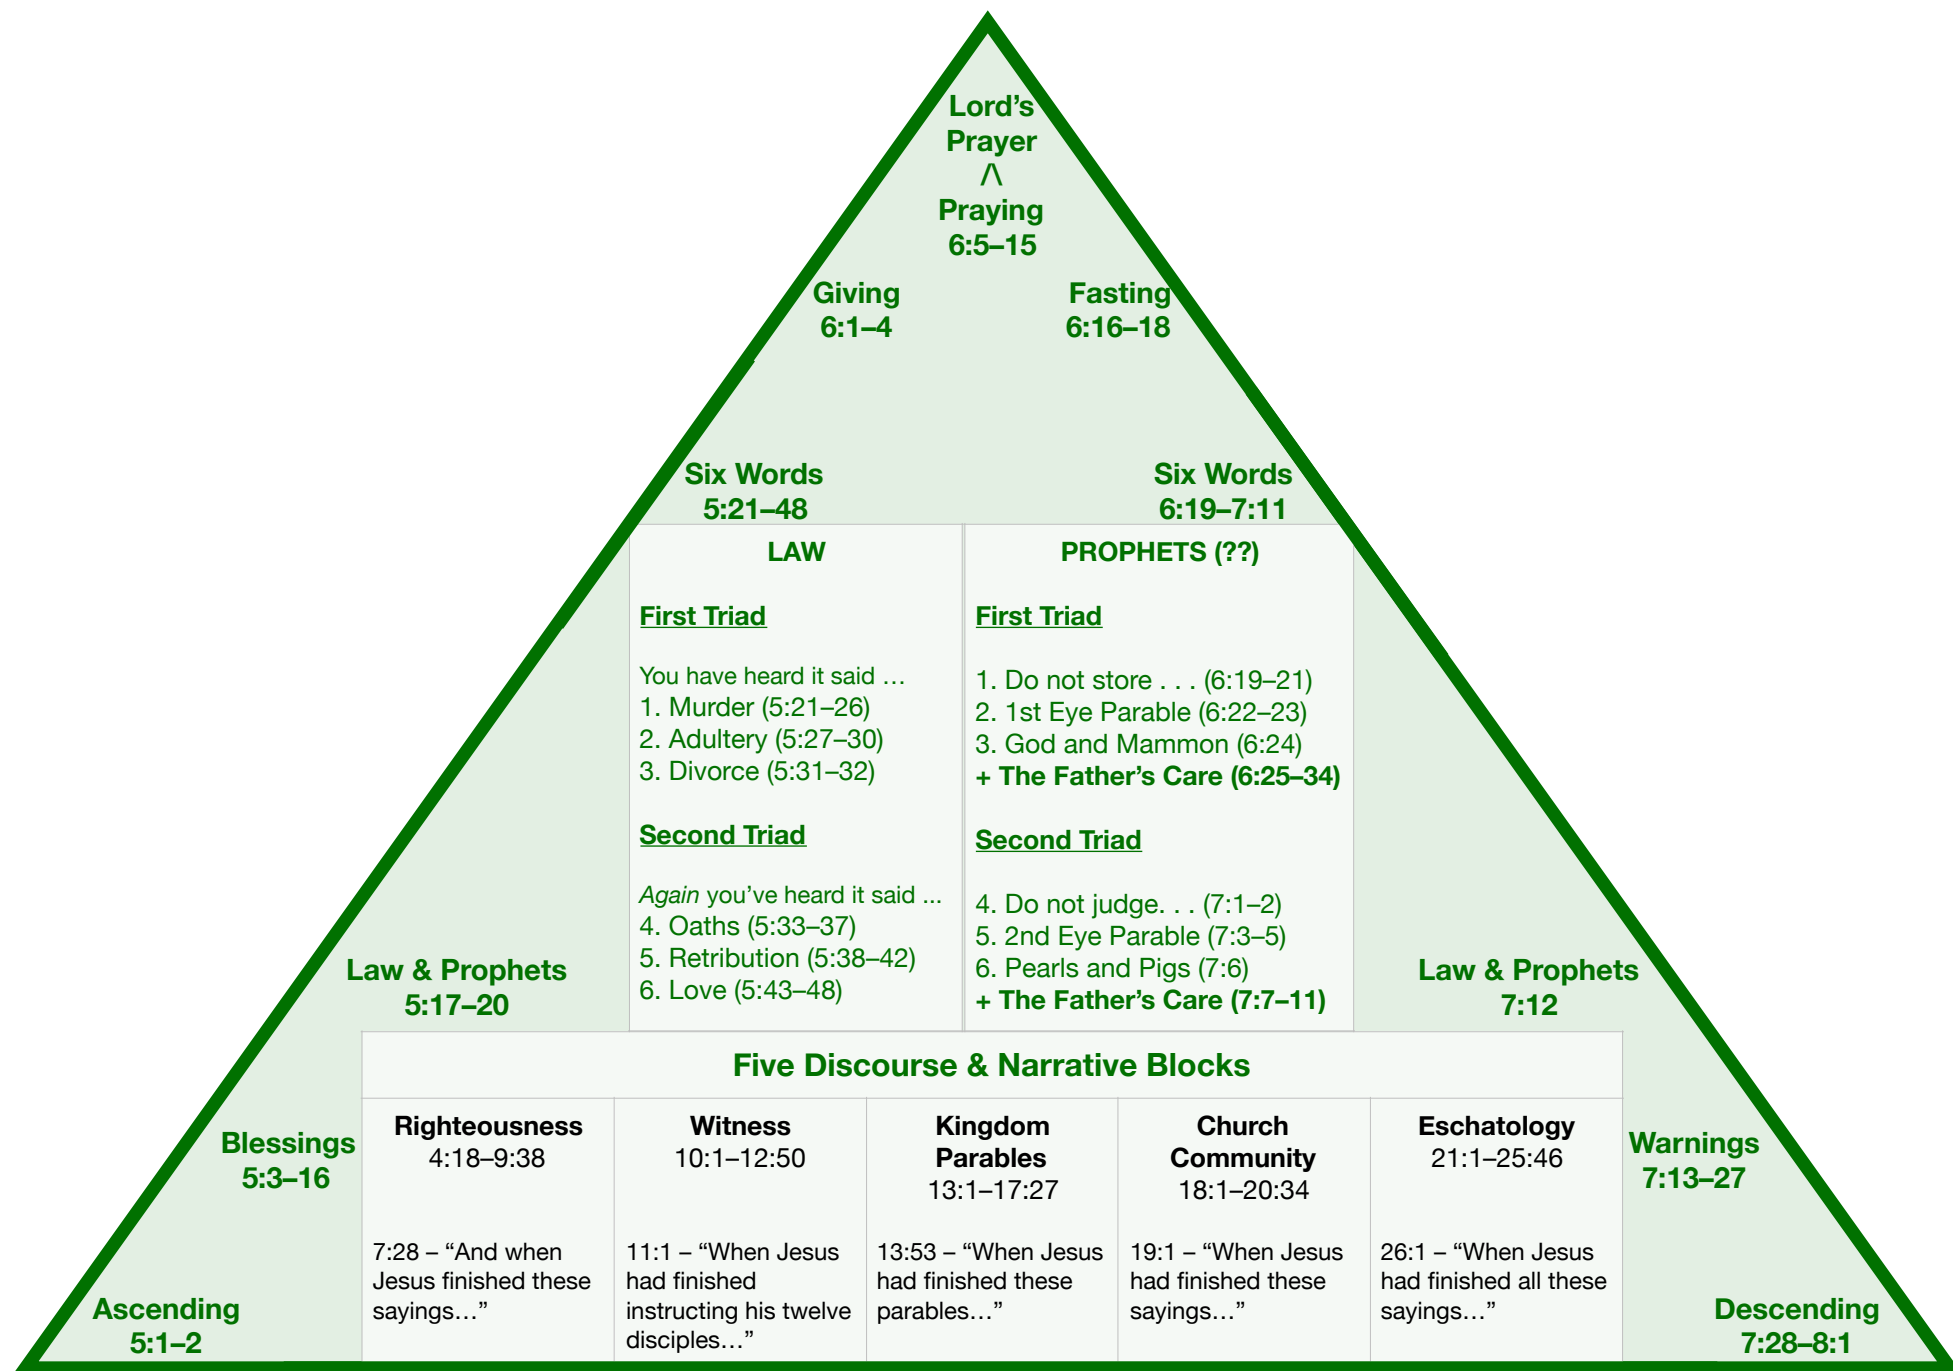 Lord’s
Prayer
/\
Praying
6:5–15
Giving
6:1–4
Fasting
6:16–18
Six Words
5:21–48
Six Words
6:19–7:11
LAW
First Triad
You have heard it said …
1. Murder (5:21–26)
2. Adultery (5:27–30)
3. Divorce (5:31–32)
Second Triad
Again you’ve heard it said ...
4. Oaths (5:33–37)
5. Retribution (5:38–42)
6. Love (5:43–48)
PROPHETS (??)
First Triad
1. Do not store . . . (6:19–21)
2. 1st Eye Parable (6:22–23)
3. God and Mammon (6:24)
+ The Father’s Care (6:25–34)
Second Triad
4. Do not judge. . . (7:1–2)
5. 2nd Eye Parable (7:3–5)
6. Pearls and Pigs (7:6)
+ The Father’s Care (7:7–11)
Law & Prophets
5:17–20
Law & Prophets
7:12
Five Discourse & Narrative Blocks
Blessings
5:3–16
Righteousness
4:18–9:38
7:28 – “And when
Jesus finished these
sayings…”
Witness
10:1–12:50
11:1 – “When Jesus
had finished
instructing his twelve
disciples…”
Kingdom
Parables
13:1–17:27
13:53 – “When Jesus
had finished these
parables…”
Church
Community
18:1–20:34
19:1 – “When Jesus
had finished these
sayings…”
Eschatology
21:1–25:46
26:1 – “When Jesus
had finished all these
sayings…”
Warnings
7:13–27
Ascending
5:1–2
Descending
7:28–8:1